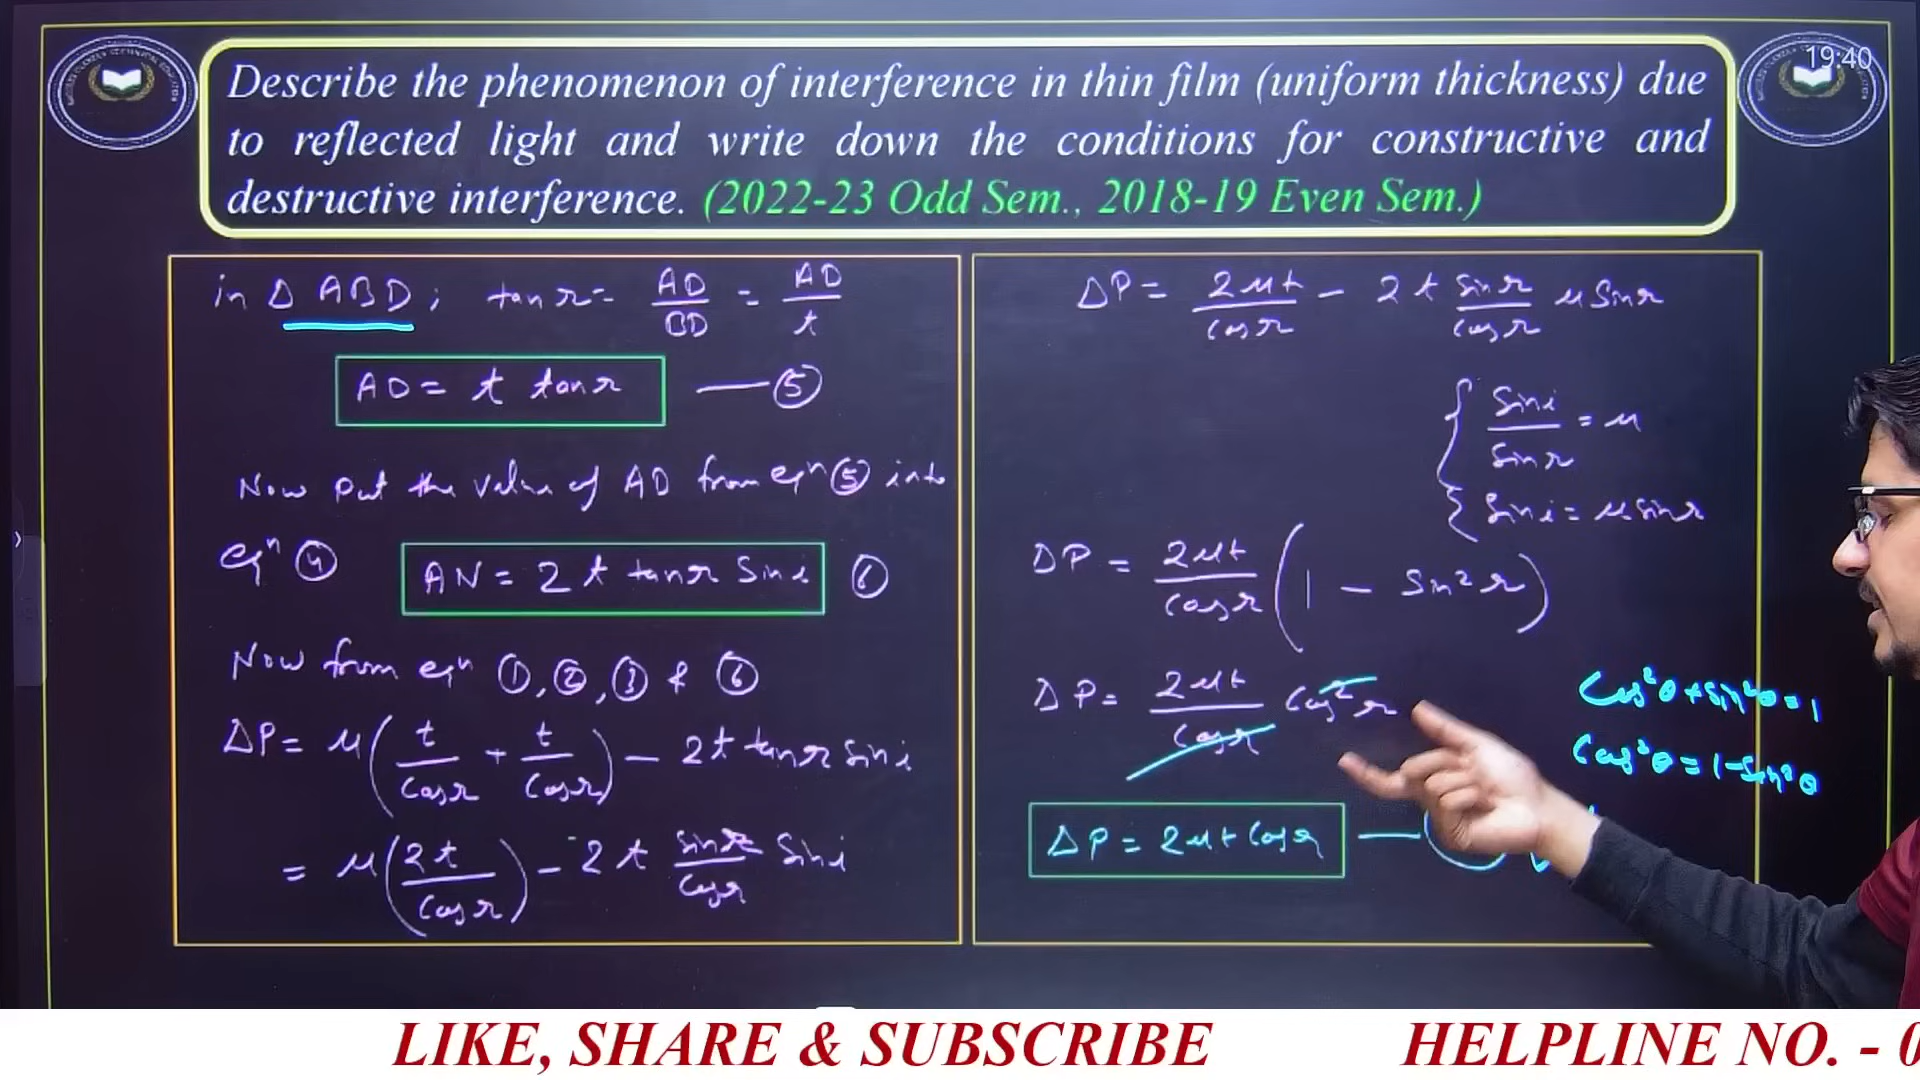 19:40
Describe the phenomenon of interference in thin film (uniform thickness) due
to reflected light and write down the conditions for constructive and
destructive interference. (2022-23 Odd Sem., 2018-19 Even Sem.)
in Δ ABD; tan r = AD/BD = AD/t
AD = t tan r — ⑤
Now put the value of AD from eqⁿ ⑤ into
eqⁿ ④ AN = 2 t tan r Sin i ⑥
Now from eqⁿ ①, ②, ③ & ⑥
ΔP = μ(t/Cos r + t/Cos r) − 2t tan r Sin i
= μ(2t/Cos r) − 2t sin r/Cos r Sin i
ΔP = 2μt/Cos r − 2 t Sin r/Cos r μ Sin r
{ Sin i/Sin r = μ
{ Sin i = μ sin r
ΔP = 2μt/Cos r (1 − Sin² r)
ΔP = 2μt/Cos r Cos² r
Cos²θ + Sin²θ = 1
Cos²θ = 1 − Sin²θ
ΔP = 2μt Cos r —
LIKE, SHARE & SUBSCRIBE HELPLINE NO. - 0